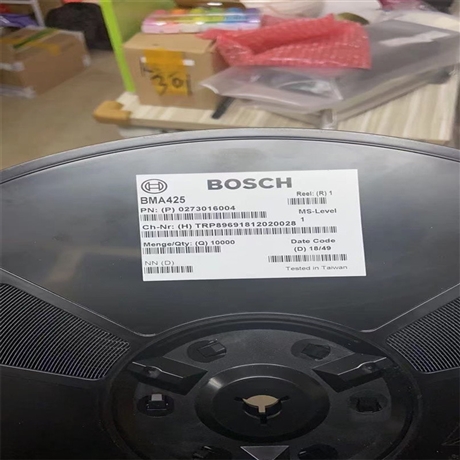 301
BOSCH
BMA425
Reel: (R) 1
PN: (P) 0273016004
MS-Level
1
Ch-Nr: (H) TRP89691812020028
Menge/Qty: (Q) 10000
Date Code
(D) 18/49
NN (D)
Tested in Taiwan